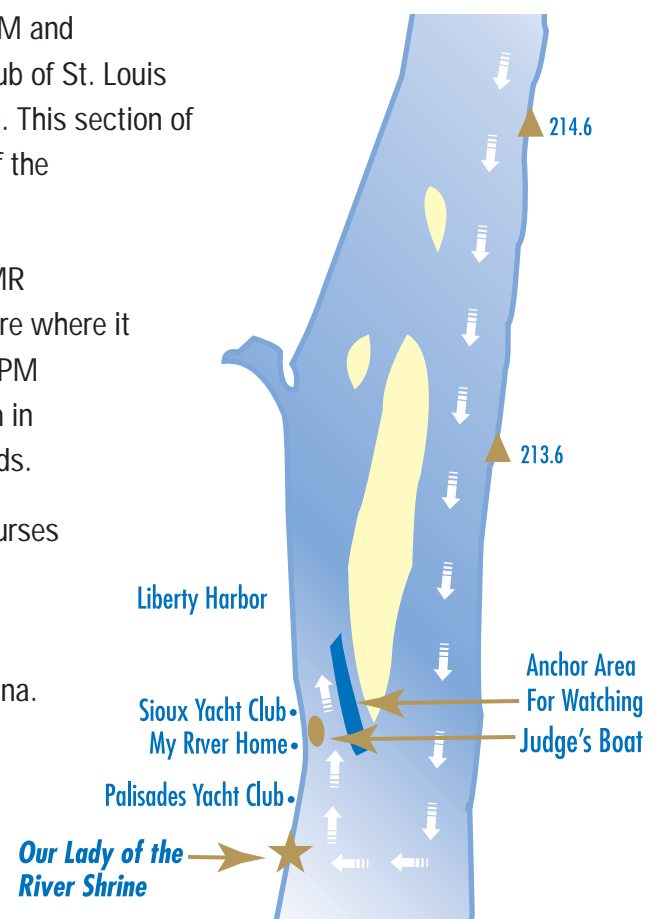 M and
ub of St. Louis
. This section of
f the
MR
re where it
PM
n in
ds.
urses
na.
214.6
213.6
Liberty Harbor
Anchor Area
For Watching
Sioux Yacht Club
My River Home
Judge's Boat
Palisades Yacht Club
Our Lady of the
River Shrine